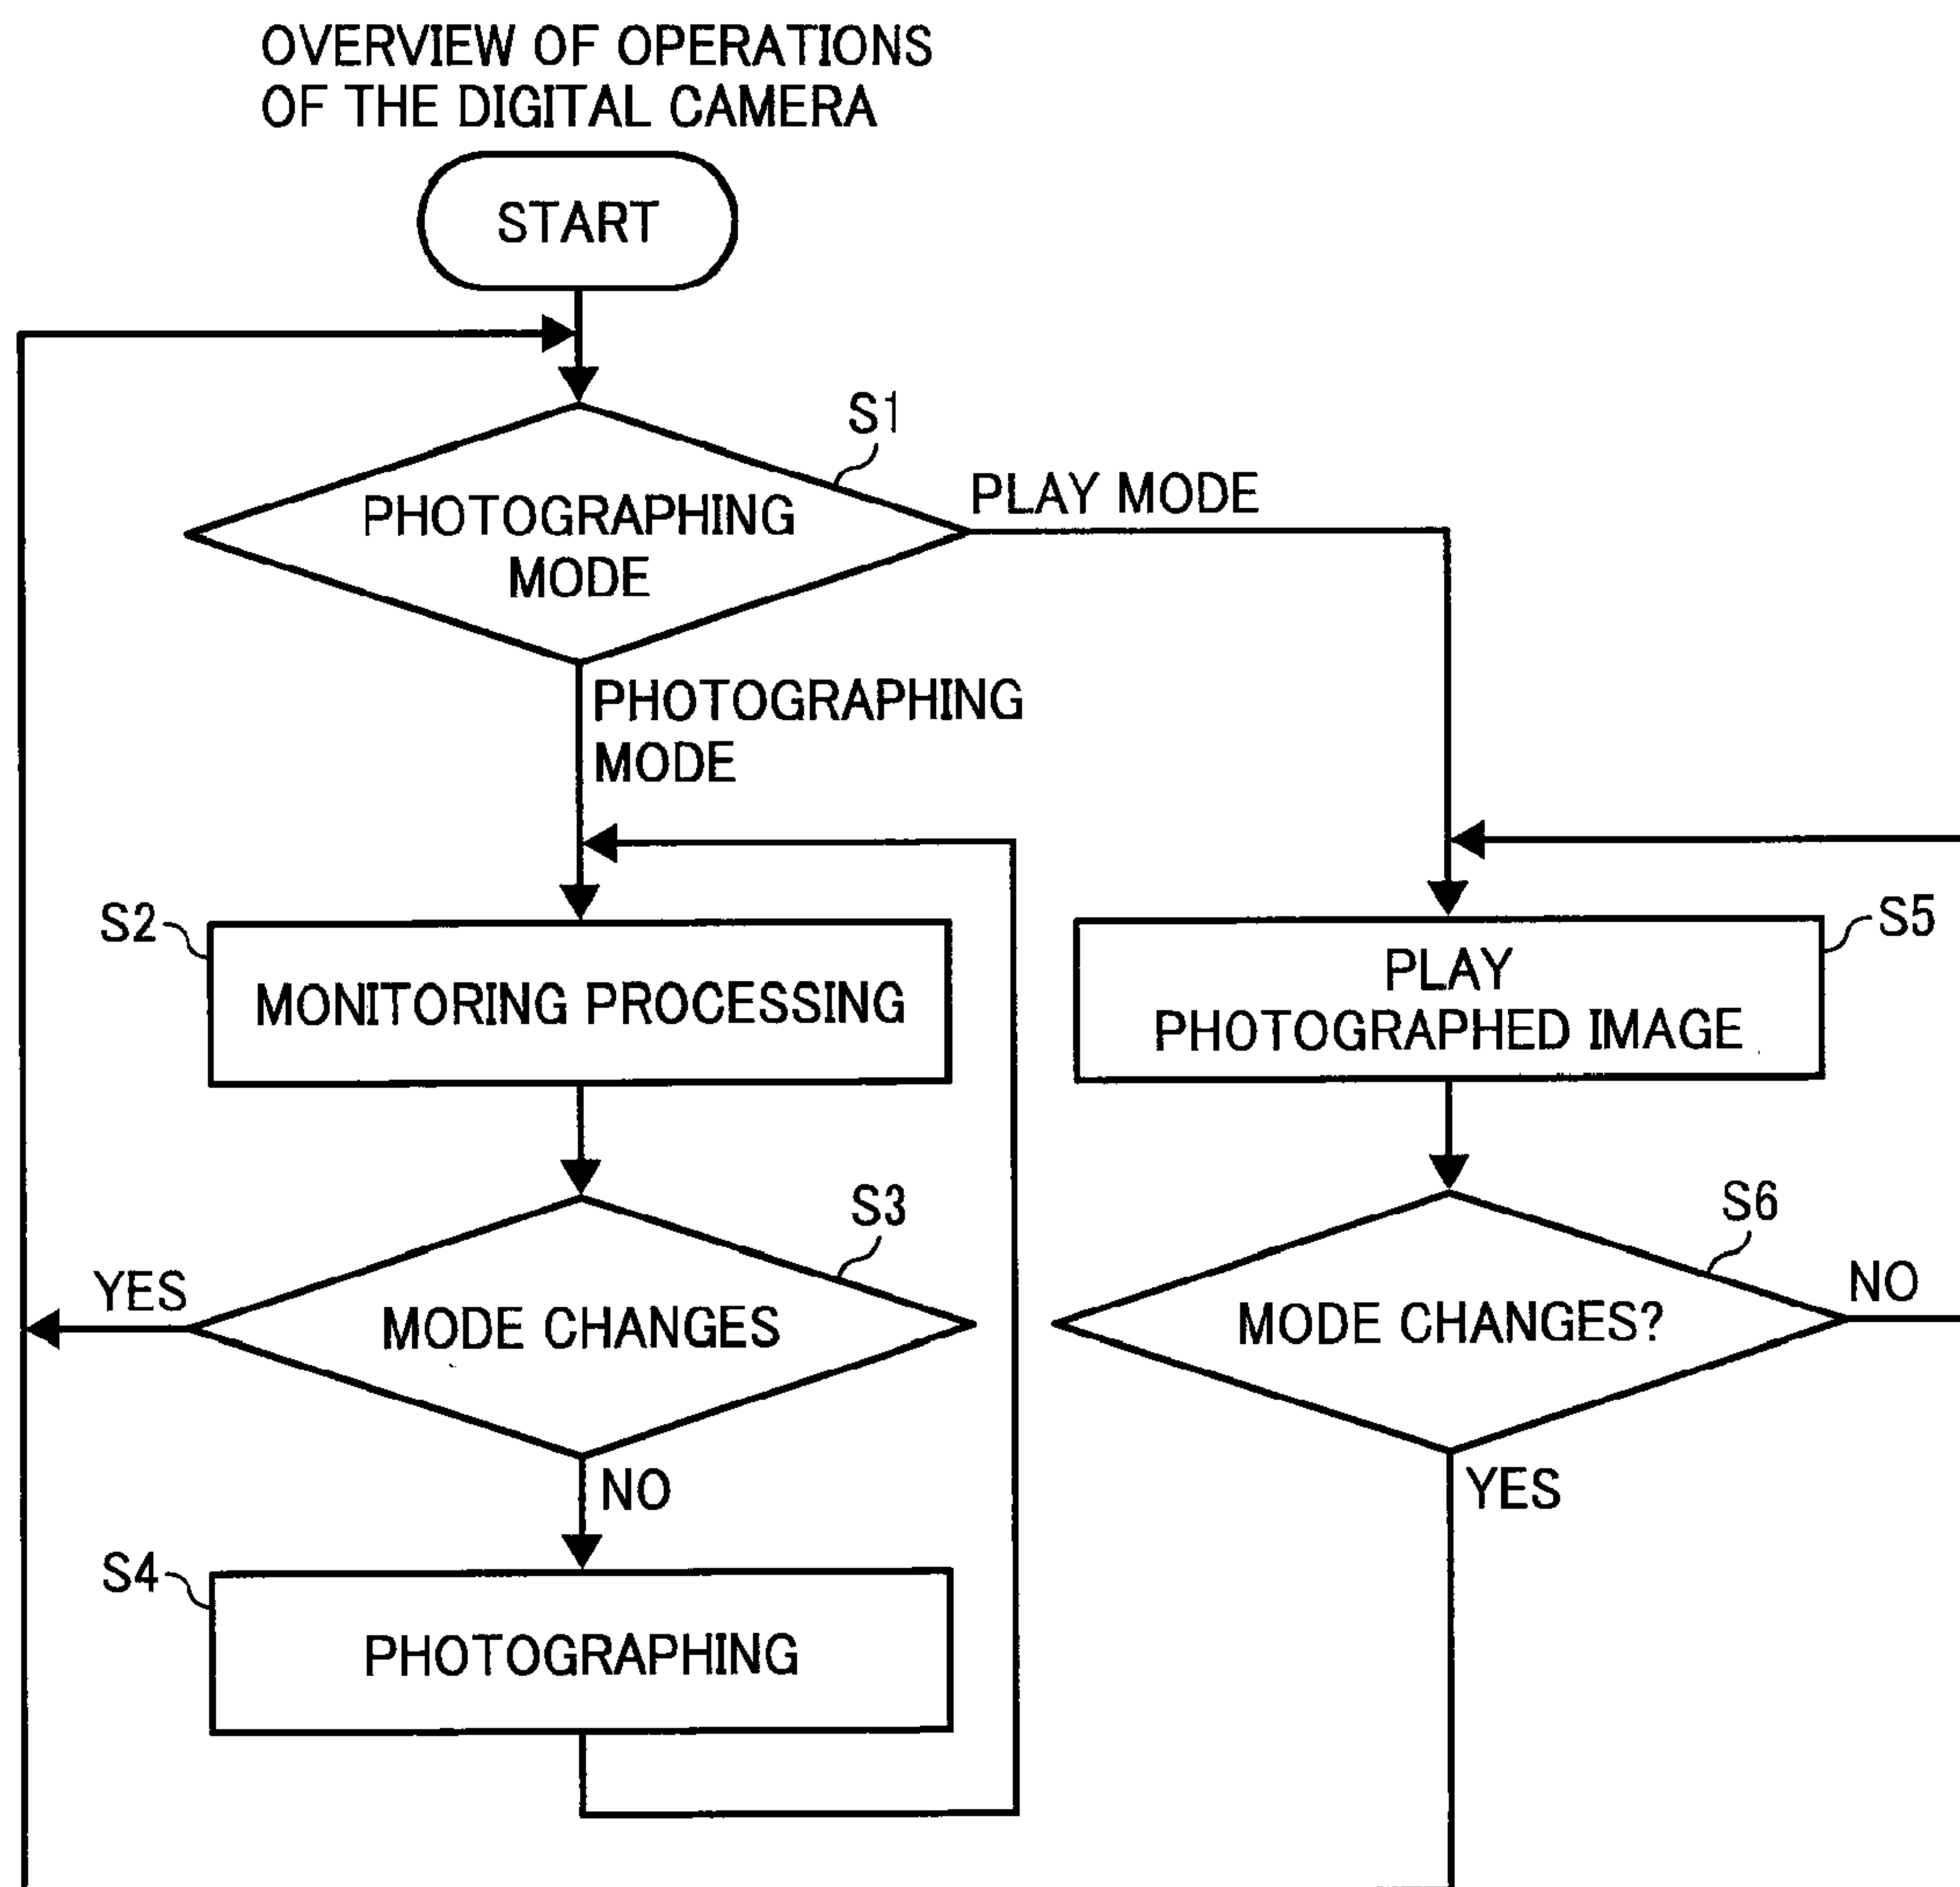 OVERVIEW OF OPERATIONS
OF THE DIGITAL CAMERA
START
S1
PHOTOGRAPHING
MODE
PLAY MODE
PHOTOGRAPHING
MODE
S2
MONITORING PROCESSING
S5
PLAY
PHOTOGRAPHED IMAGE
S3
YES
MODE CHANGES
S6
MODE CHANGES?
NO
NO
YES
S4
PHOTOGRAPHING